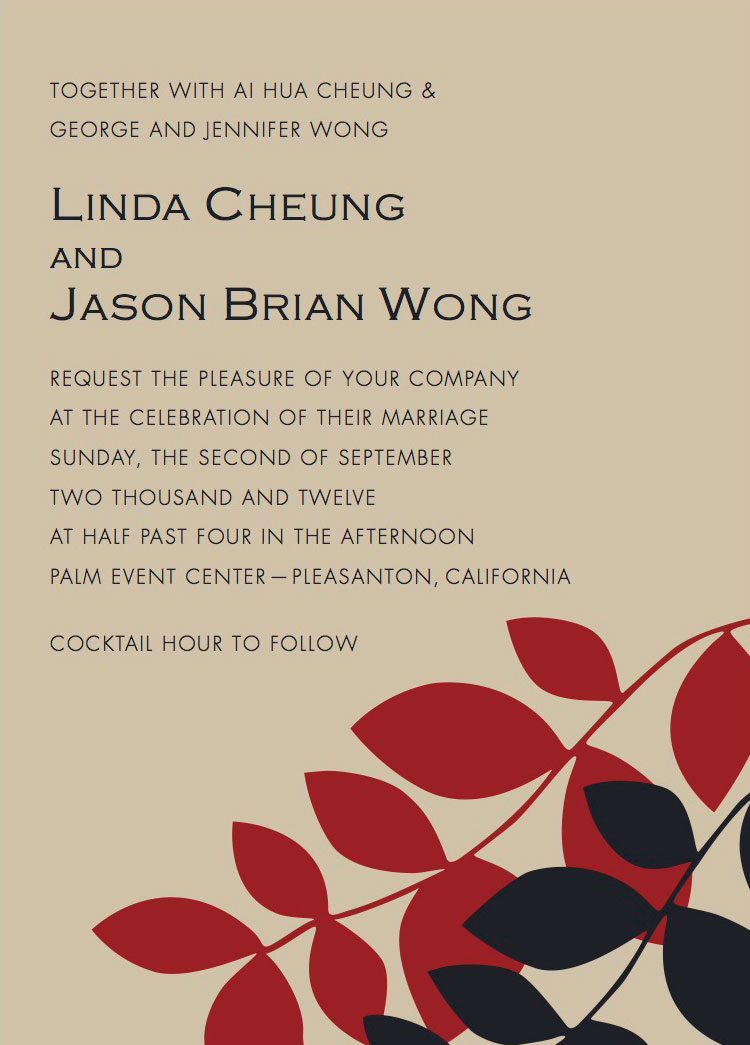 TOGETHER WITH AI HUA CHEUNG &
GEORGE AND JENNIFER WONG
LINDA CHEUNG
AND
JASON BRIAN WONG
REQUEST THE PLEASURE OF YOUR COMPANY
AT THE CELEBRATION OF THEIR MARRIAGE
SUNDAY, THE SECOND OF SEPTEMBER
TWO THOUSAND AND TWELVE
AT HALF PAST FOUR IN THE AFTERNOON
PALM EVENT CENTER — PLEASANTON, CALIFORNIA
COCKTAIL HOUR TO FOLLOW